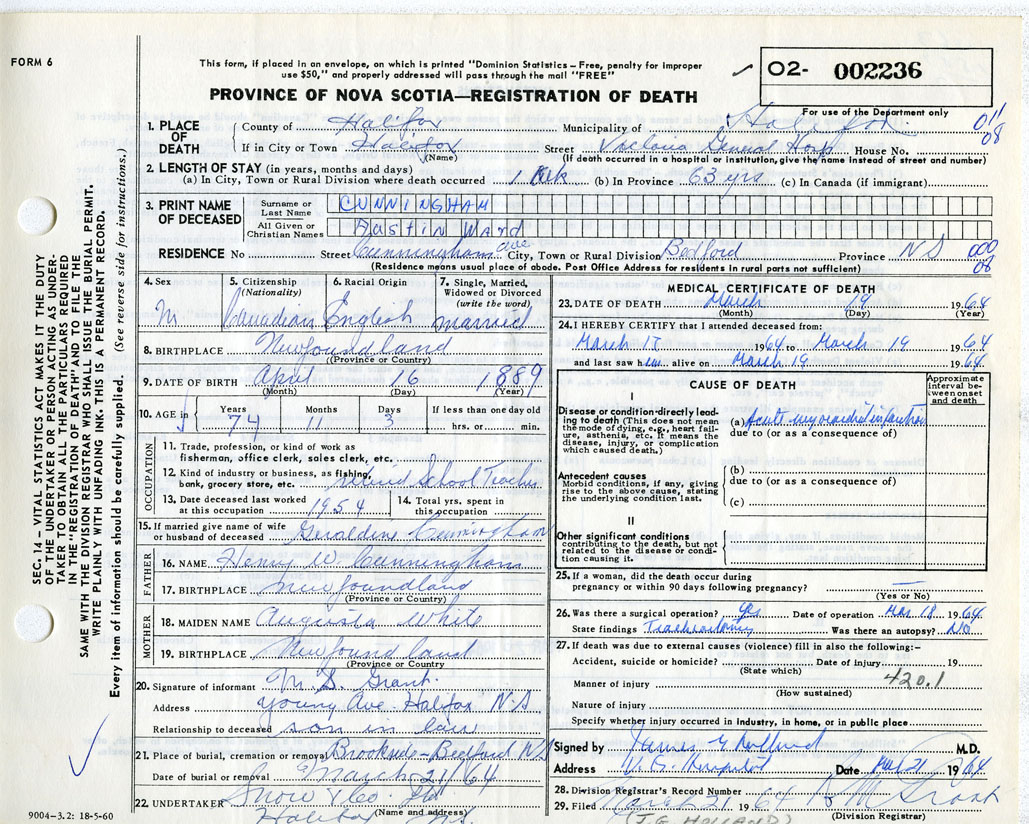 FORM 6
This form, if placed in an envelope, on which is printed "Dominion Statistics - Free, penalty for improper
use $50," and properly addressed will pass through the mail "FREE"
PROVINCE OF NOVA SCOTIA—REGISTRATION OF DEATH
✓ 02- 002236
For use of the Department only
011
08
1. PLACE OF DEATH
County of Halifax Municipality of Halifax
If in City or Town Halifax (Name) Street Victoria General Hosp House No.
(If death occurred in a hospital or institution, give the name instead of street and number)
2. LENGTH OF STAY (in years, months and days)
(a) In City, Town or Rural Division where death occurred 1 Wk (b) In Province 63 yrs (c) In Canada (if immigrant)
3. PRINT NAME OF DECEASED
Surname or Last Name CUNNINGHAM
All Given or Christian Names Ward
RESIDENCE No Street Cunningham ave City, Town or Rural Division Bedford Province NS 000
08
(Residence means usual place of abode. Post Office Address for residents in rural parts not sufficient)
4. Sex M.
5. Citizenship (Nationality) Canadian
6. Racial Origin English
7. Single, Married, Widowed or Divorced (write the word) married
8. BIRTHPLACE Newfoundland
(Province or Country)
9. DATE OF BIRTH April 16 1889
(Month) (Day) (Year)
10. AGE in Years 74 Months 11 Days 3 If less than one day old hrs. or min.
OCCUPATION
11. Trade, profession, or kind of work as
fisherman, office clerk, sales clerk, etc.
12. Kind of industry or business, as fishing,
bank, grocery store, etc. retired School Teacher
13. Date deceased last worked at this occupation 1954
14. Total yrs. spent in this occupation
15. If married give name of wife
or husband of deceased Geraldine Cunningham
FATHER
16. NAME Henry W Cunningham
17. BIRTHPLACE Newfoundland
(Province or Country)
MOTHER
18. MAIDEN NAME Augusta White
19. BIRTHPLACE Newfoundland
(Province or Country
20. Signature of informant M. S. Grant.
Address Young Ave. Halifax N.S
Relationship to deceased son in law
21. Place of burial, cremation or removal Brookside-Bedford NS
Date of burial or removal March 21/64
22. UNDERTAKER Snow & Co. Ltd
Halifax N.S.
(Name and address)
MEDICAL CERTIFICATE OF DEATH
23. DATE OF DEATH March 19 1964
(Month) (Day) (Year)
24. I HEREBY CERTIFY that I attended deceased from:
March 17 1964 to March 19 1964
and last saw him alive on March 19 1964.
CAUSE OF DEATH
Approximate interval between onset and death
I
Disease or condition directly leading to death (This does not mean the mode of dying, e.g., heart failure, asthenia, etc. It means the disease, injury, or complication which caused death.)
(a) Acute myocardial infarction
due to (or as a consequence of)
Antecedent causes
Morbid conditions, if any, giving rise to the above cause, stating the underlying condition last.
(b)
due to (or as a consequence of)
(c)
II
Other significant conditions
contributing to the death, but not related to the disease or condition causing it.
25. If a woman, did the death occur during
pregnancy or within 90 days following pregnancy? —
(Yes or No)
26. Was there a surgical operation? yes Date of operation Mar 18 1964
State findings Tracheotomy Was there an autopsy? No
27. If death was due to external causes (violence) fill in also the following:-
Accident, suicide or homicide? Date of injury 19
(State which)
Manner of injury 420.1
(How sustained)
Nature of injury
Specify whether injury occurred in industry, in home, or in public place
Signed by James G Holland M.D.
Address V. G. Hospital Date Mar 21 1964
28. Division Registrar's Record Number
29. Filed March 21 1964 Grant
(J.G. HOLLAND) (Division Registrar)
SEC. 14 - VITAL STATISTICS ACT MAKES IT THE DUTY
OF THE UNDERTAKER OR PERSON ACTING AS UNDER-
TAKER TO OBTAIN ALL THE PARTICULARS REQUIRED
IN THE "REGISTRATION OF DEATH" AND TO FILE THE
SAME WITH THE DIVISION REGISTRAR WHO SHALL ISSUE THE BURIAL PERMIT.
WRITE PLAINLY WITH UNFADING INK - THIS IS A PERMANENT RECORD.
Every item of information should be carefully supplied. (See reverse side for instructions.)
9004-3.2: 18-5-60